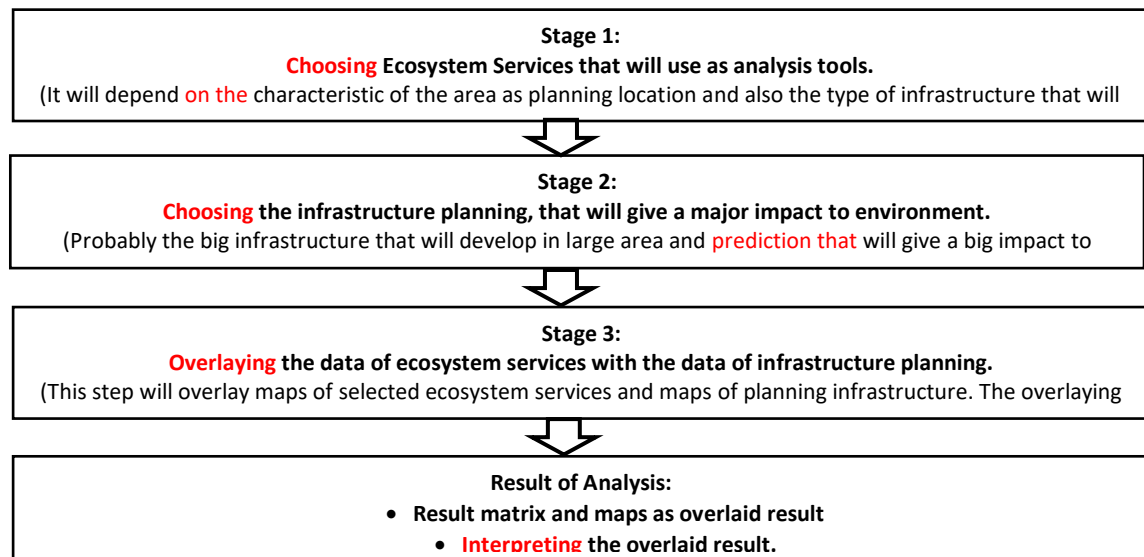 Stage 1:
Choosing Ecosystem Services that will use as analysis tools.
(It will depend on the characteristic of the area as planning location and also the type of infrastructure that will
Stage 2:
Choosing the infrastructure planning, that will give a major impact to environment.
(Probably the big infrastructure that will develop in large area and prediction that will give a big impact to
Stage 3:
Overlaying the data of ecosystem services with the data of infrastructure planning.
(This step will overlay maps of selected ecosystem services and maps of planning infrastructure. The overlaying
Result of Analysis:
• Result matrix and maps as overlaid result
• Interpreting the overlaid result.